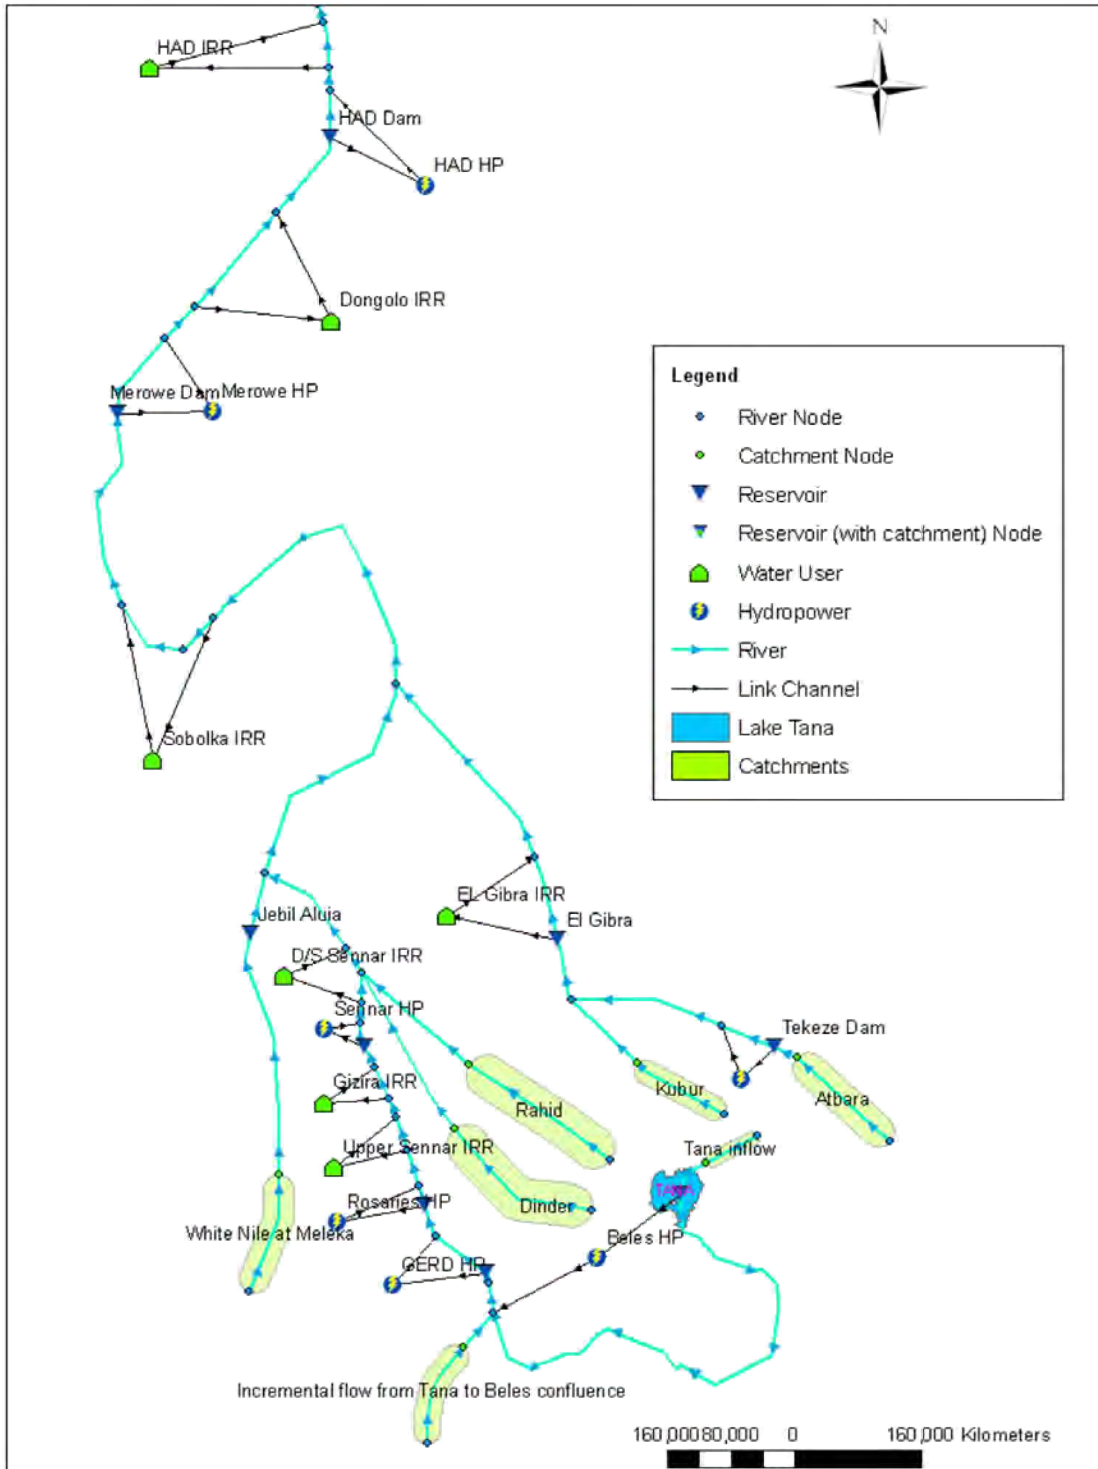 N
HAD IRR
HAD Dam
HAD HP
Dongolo IRR
Merowe Dam
Merowe HP
Legend
River Node
Catchment Node
Reservoir
Reservoir (with catchment) Node
Water User
Hydropower
River
Link Channel
Lake Tana
Catchments
Sobolka IRR
EL Gibra IRR
El Gibra
Jebil Aluia
D/S Sennar IRR
Sennar HP
Tekeze Dam
Gizira IRR
Rahid
Kubur
Atbara
Upper Sennar IRR
Tana inflow
TANA
Rosaries HP
Dinder
White Nile at Meleka
Beles HP
GERD HP
Incremental flow from Tana to Beles confluence
160,000 80,000 0 160,000 Kilometers